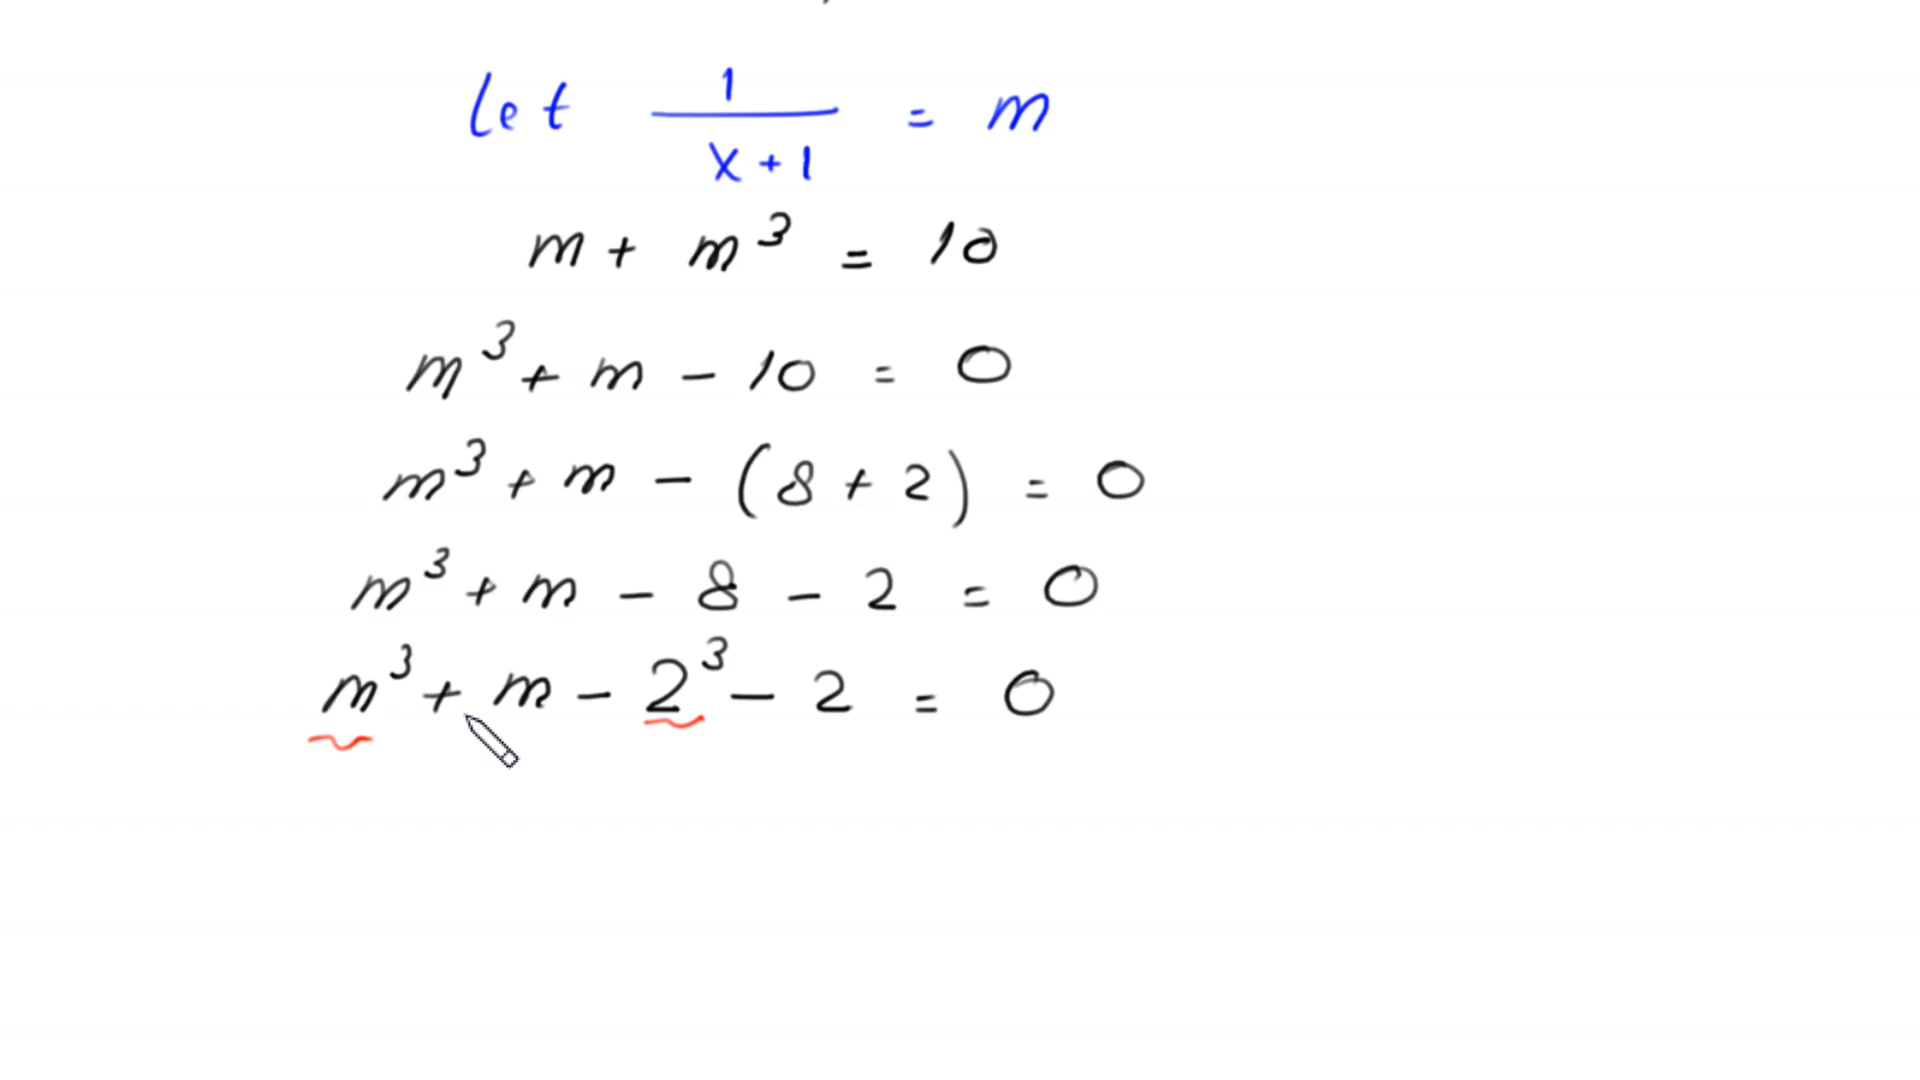 Let 1/(x+1) = m
m + m³ = 10
m³ + m - 10 = 0
m³ + m - (8 + 2) = 0
m³ + m - 8 - 2 = 0
m³ + m - 2³ - 2 = 0